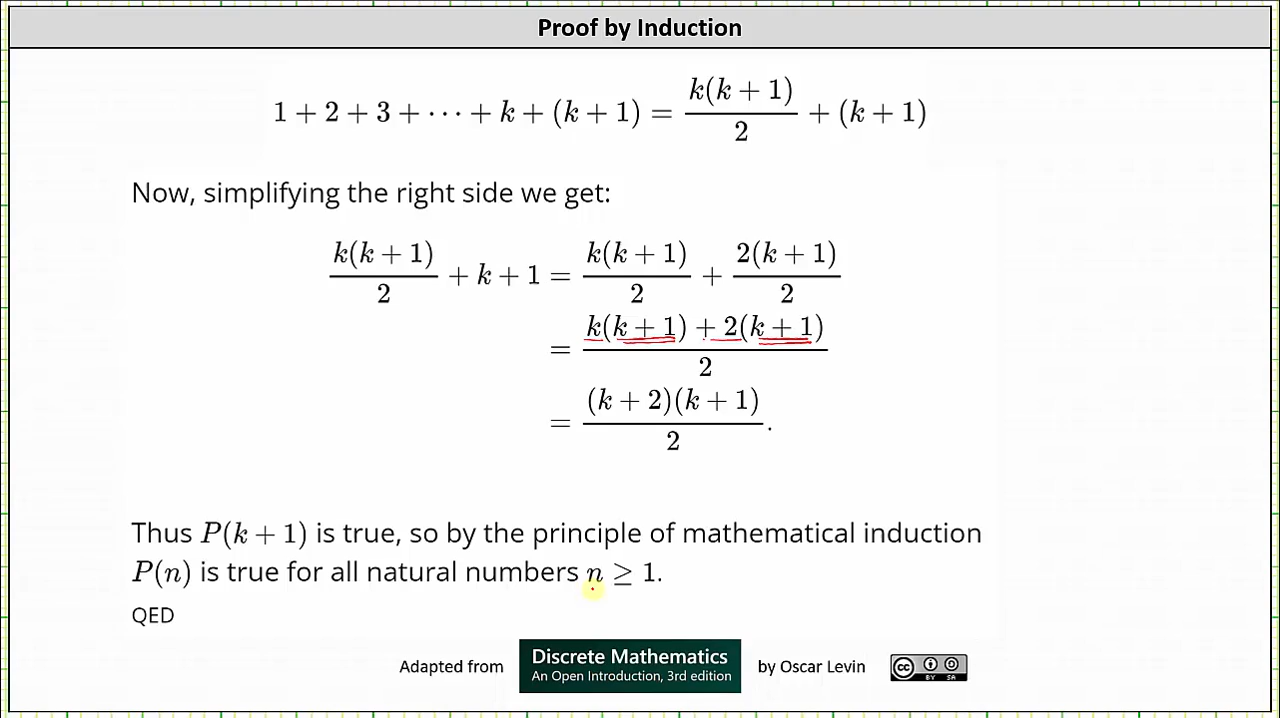 Proof by Induction
1 + 2 + 3 + ⋯ + k + (k + 1) = k(k + 1)/2 + (k + 1)
Now, simplifying the right side we get:
k(k + 1)/2 + k + 1 = k(k + 1)/2 + 2(k + 1)/2
= k(k + 1) + 2(k + 1)/2
= (k + 2)(k + 1)/2.
Thus P(k + 1) is true, so by the principle of mathematical induction
P(n) is true for all natural numbers n ≥ 1.
QED
Adapted from Discrete Mathematics by Oscar Levin
An Open Introduction, 3rd edition
cc BY SA